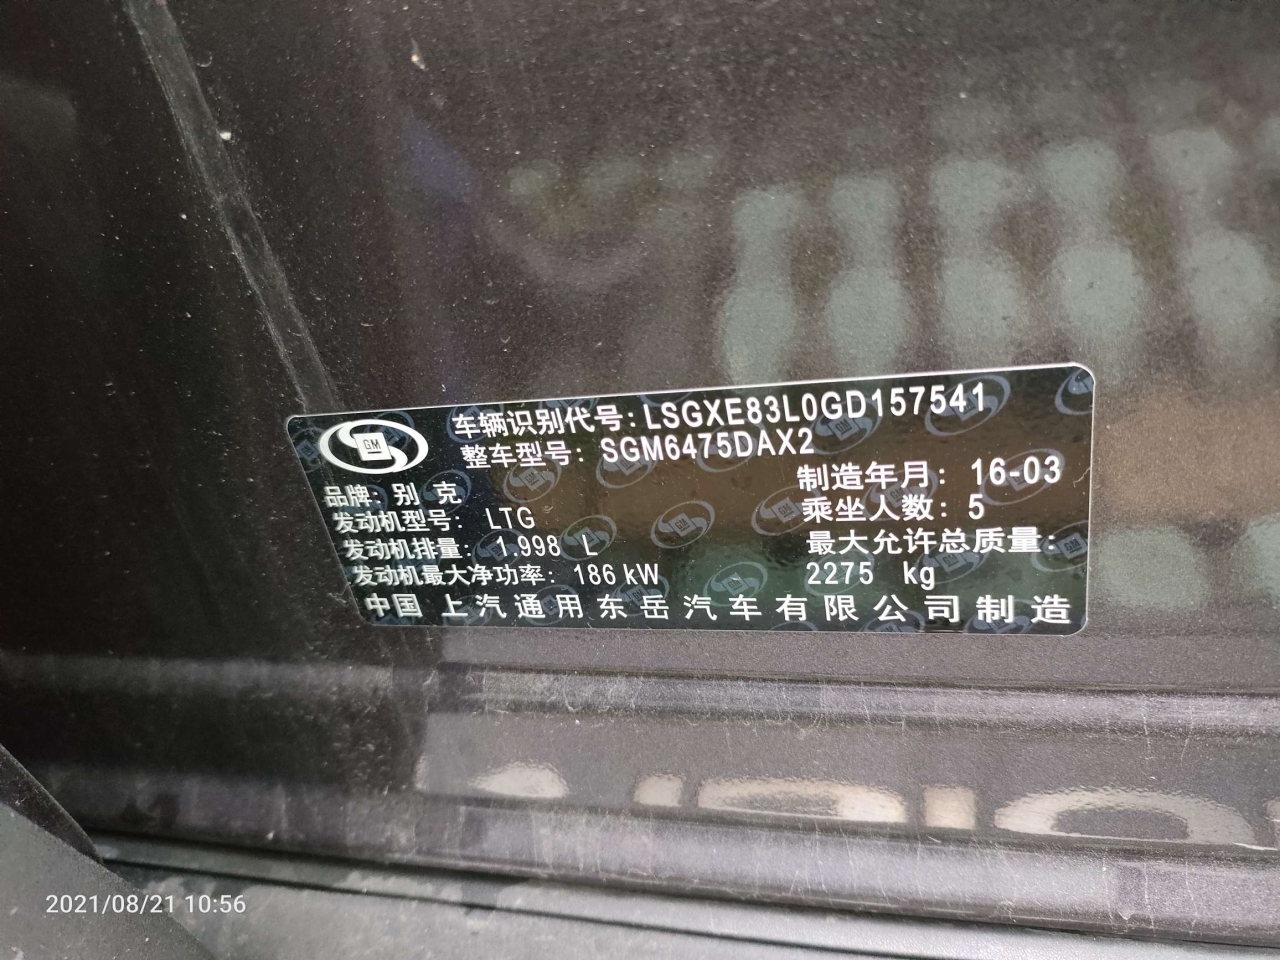 车辆识别代号:LSGXE83L0GD157541
整车型号: SGM6475DAX2
GM
制造年月: 16-03
品牌: 别 克
乘坐人数: 5
发动机型号: LTG
最大允许总质量:
发动机排量: 1.998 L
2275 kg
发动机最大净功率: 186 kW
中国 上汽通用东岳汽车有限公司制造
2021/08/21 10:56